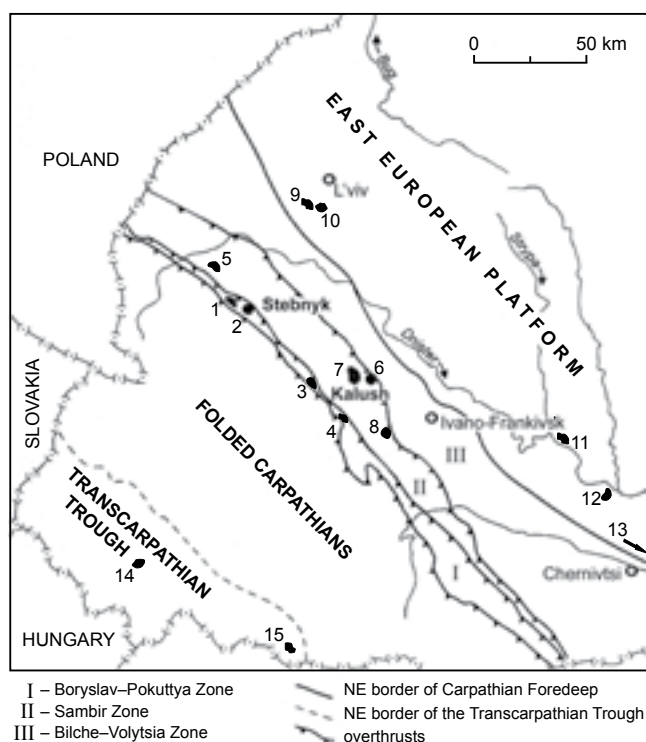 0 50 km
Bug
EAST EUROPEAN PLATFORM
POLAND
L'viv
9
10
5
Strypa
1
Stebnyk
2
Dnister
7 6
Kalush
3
SLOVAKIA
FOLDED CARPATHIANS
4
8
Ivano-Frankivsk
11
III
II
12
13
TRANSCARPATHIAN
TROUGH
14
Chernivtsi
I
HUNGARY
15
I – Boryslav–Pokuttya Zone
II – Sambir Zone
III – Bilche–Volytsia Zone
NE border of Carpathian Foredeep
NE border of the Transcarpathian Trough
overthrusts